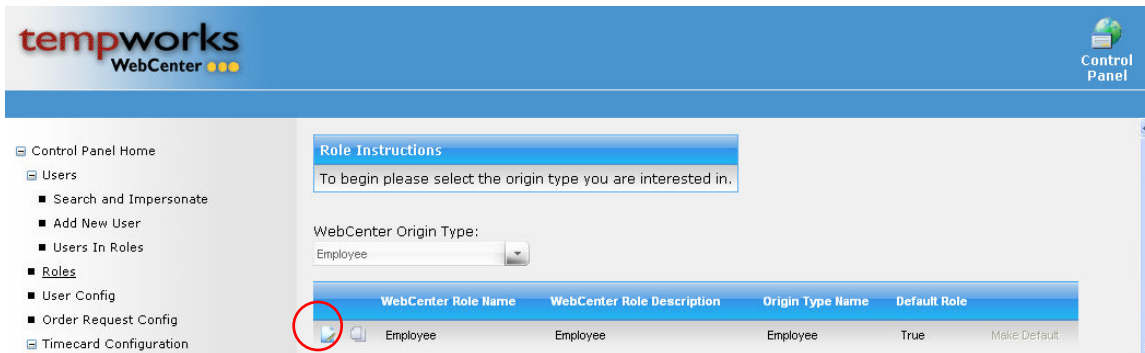 tempworks
WebCenter
Control
Panel
Control Panel Home
Users
Search and Impersonate
Add New User
Users In Roles
Roles
User Config
Order Request Config
Timecard Configuration
Role Instructions
To begin please select the origin type you are interested in.
WebCenter Origin Type:
Employee
WebCenter Role Name WebCenter Role Description Origin Type Name Default Role
Employee Employee Employee True Make Default